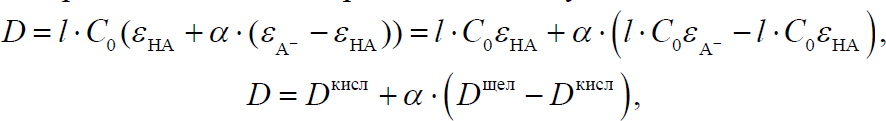 D = l · C₀(ε_HA + α · (ε_A⁻ − ε_HA)) = l · C₀ε_HA + α · (l · C₀ε_A⁻ − l · C₀ε_HA),
D = D^кисл + α · (D^щел − D^кисл),